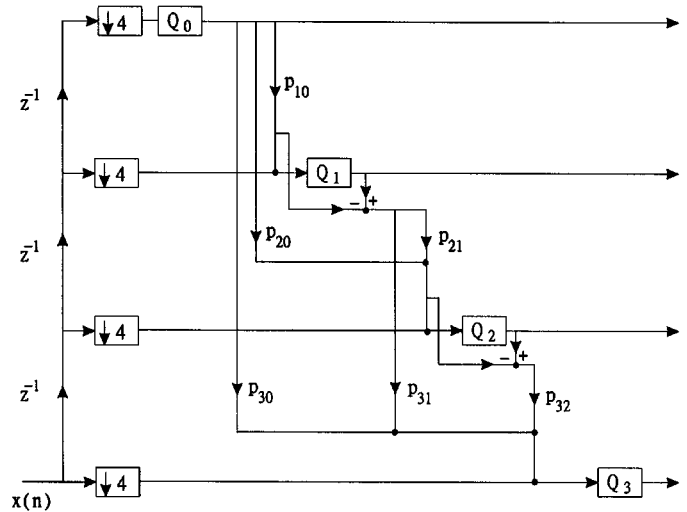 ↓4 Q₀
z⁻¹
p₁₀
↓4 Q₁
− +
p₂₀ p₂₁
z⁻¹
↓4 Q₂
− +
z⁻¹
p₃₀ p₃₁ p₃₂
↓4 Q₃
x(n)